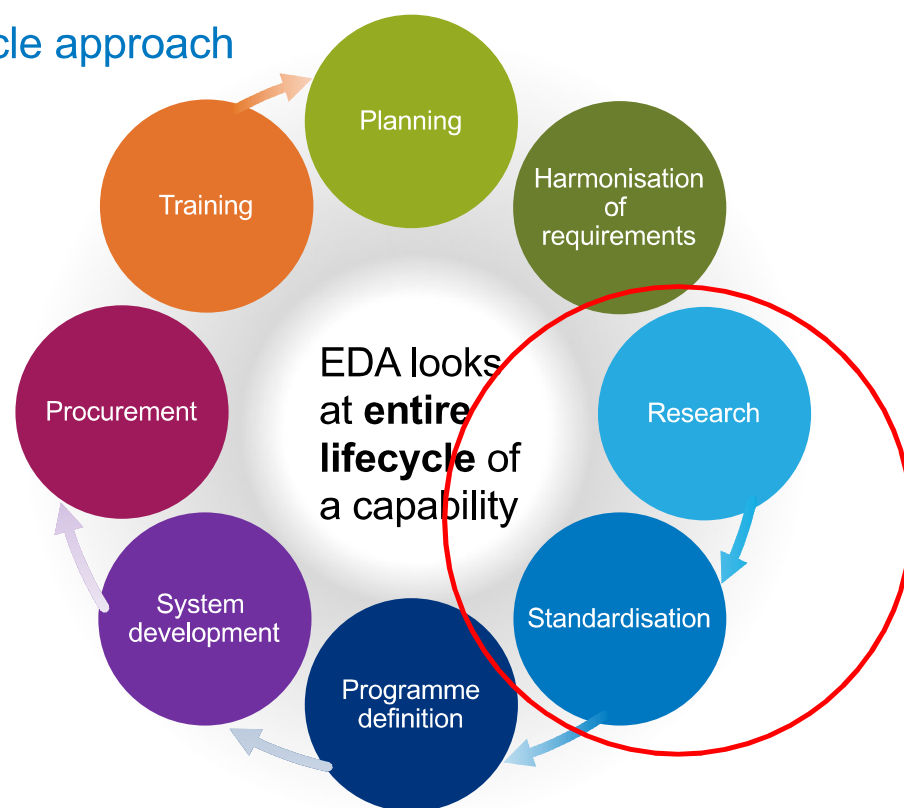 cle approach
Planning
Harmonisation
of
requirements
Training
EDA looks
at entire
lifecycle of
a capability
Research
Procurement
Standardisation
System
development
Programme
definition